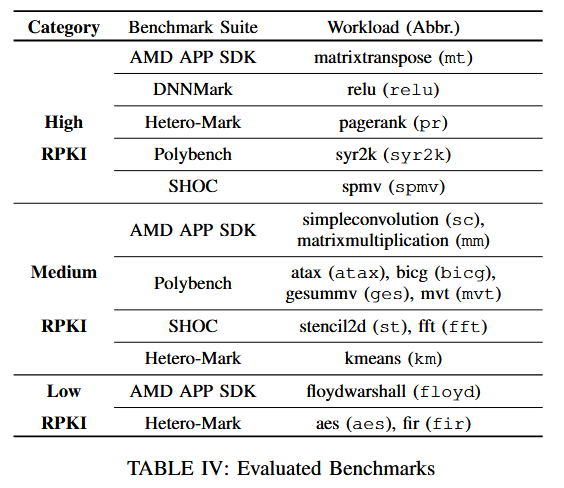 Category Benchmark Suite Workload (Abbr.)
AMD APP SDK matrixtranspose (mt)
DNNMark relu (relu)
High Hetero-Mark pagerank (pr)
RPKI Polybench syr2k (syr2k)
SHOC spmv (spmv)
AMD APP SDK simpleconvolution (sc),
matrixmultiplication (mm)
Medium Polybench atax (atax), bicg (bicg),
gesummv (ges), mvt (mvt)
RPKI SHOC stencil2d (st), fft (fft)
Hetero-Mark kmeans (km)
Low AMD APP SDK floydwarshall (floyd)
RPKI Hetero-Mark aes (aes), fir (fir)
TABLE IV: Evaluated Benchmarks